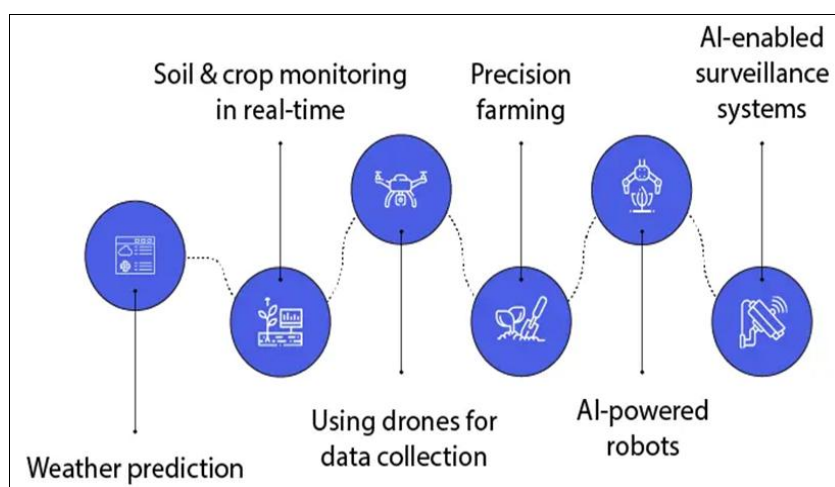 Weather prediction
Soil & crop monitoring
in real-time
Using drones for
data collection
Precision
farming
AI-powered
robots
AI-enabled
surveillance
systems